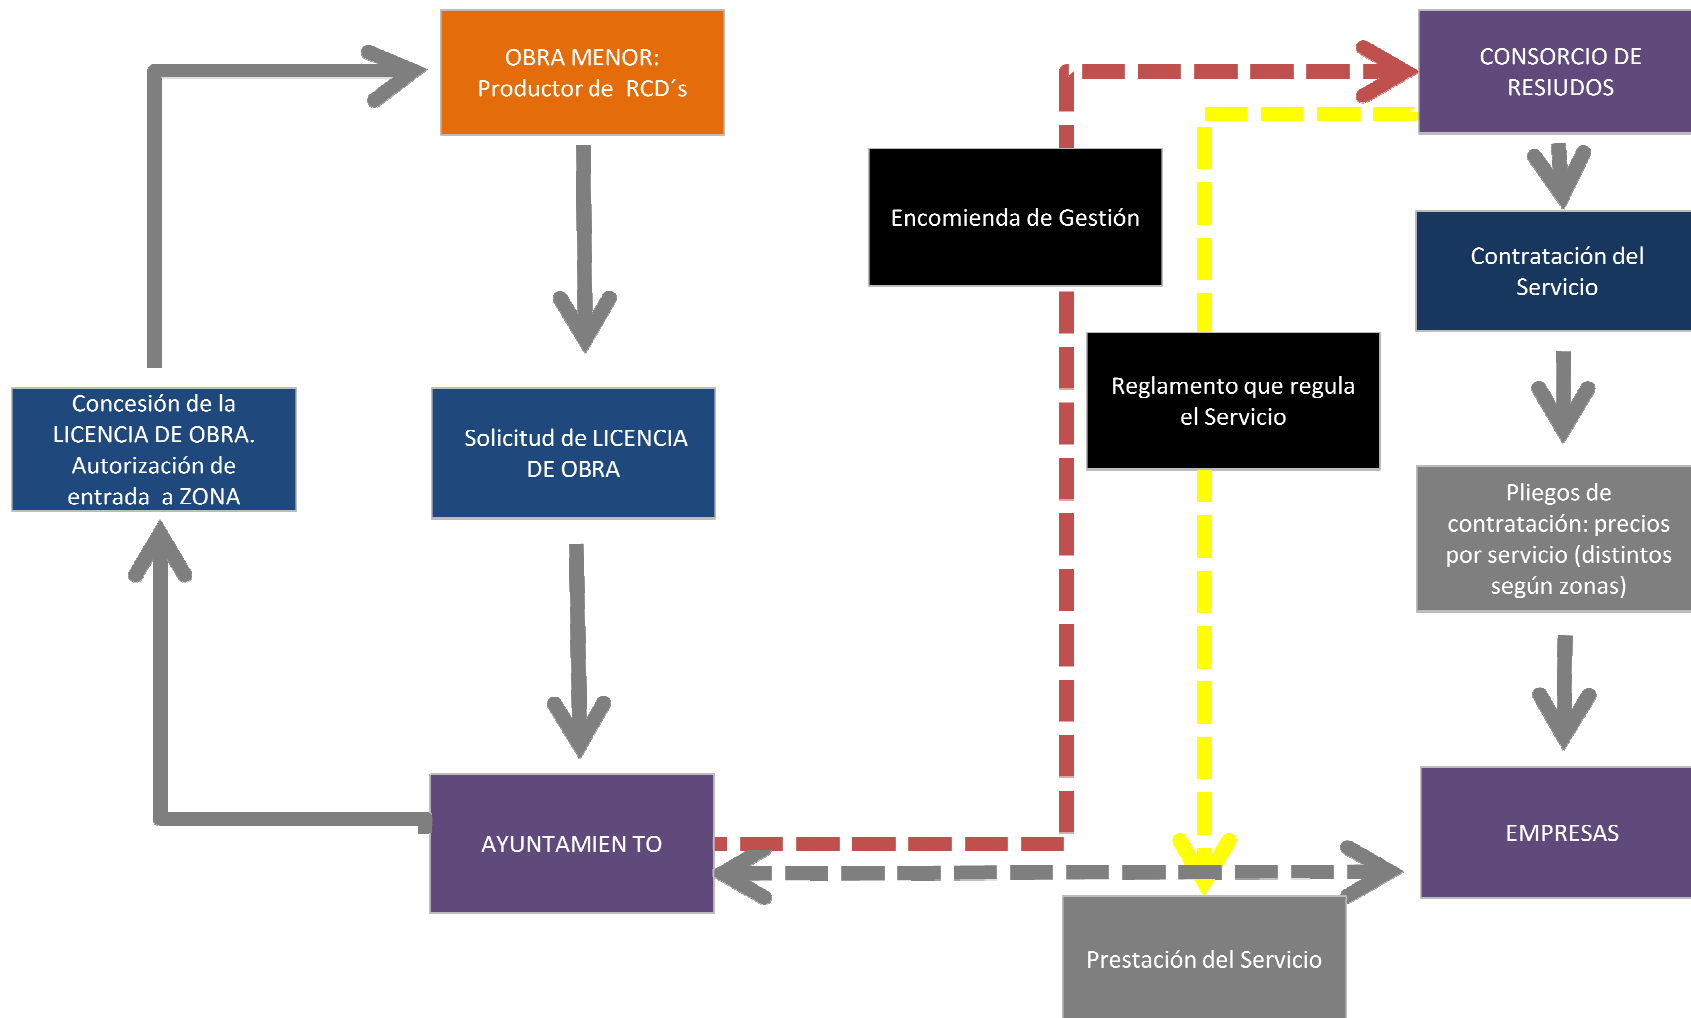 OBRA MENOR:
Productor de RCD´s
CONSORCIO DE
RESIUDOS
Encomienda de Gestión
Contratación del
Servicio
Reglamento que regula
el Servicio
Concesión de la
LICENCIA DE OBRA.
Autorización de
entrada a ZONA
Solicitud de LICENCIA
DE OBRA
Pliegos de
contratación: precios
por servicio (distintos
según zonas)
AYUNTAMIEN TO
EMPRESAS
Prestación del Servicio